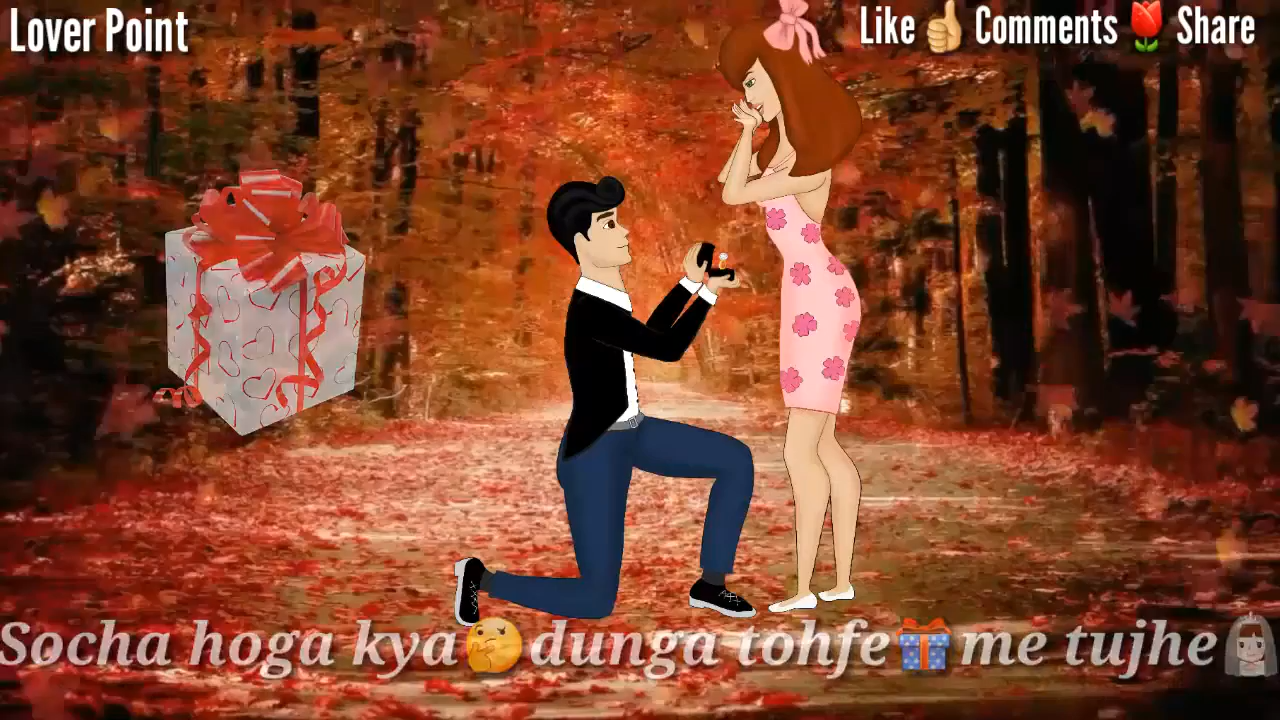 Lover Point
Like 👍 Comments 🌷 Share
Socha hoga kya 🤔 dunga tohfe 🎁 me tujhe 👰